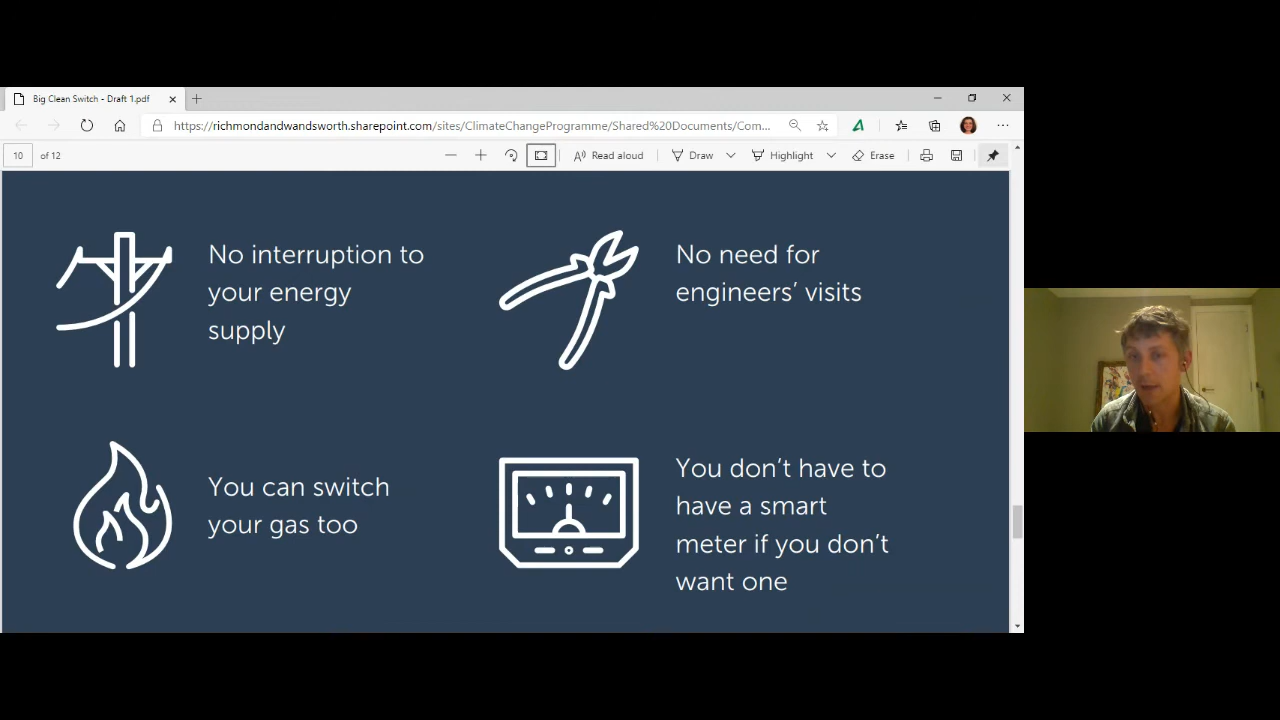 Big Clean Switch - Draft 1.pdf
https://richmondandwandsworth.sharepoint.com/sites/ClimateChangeProgramme/Shared%20Documents/Com...
10 of 12
Read aloud
Draw
Highlight
Erase
No interruption to
your energy
supply
No need for
engineers’ visits
You can switch
your gas too
You don’t have to
have a smart
meter if you don’t
want one